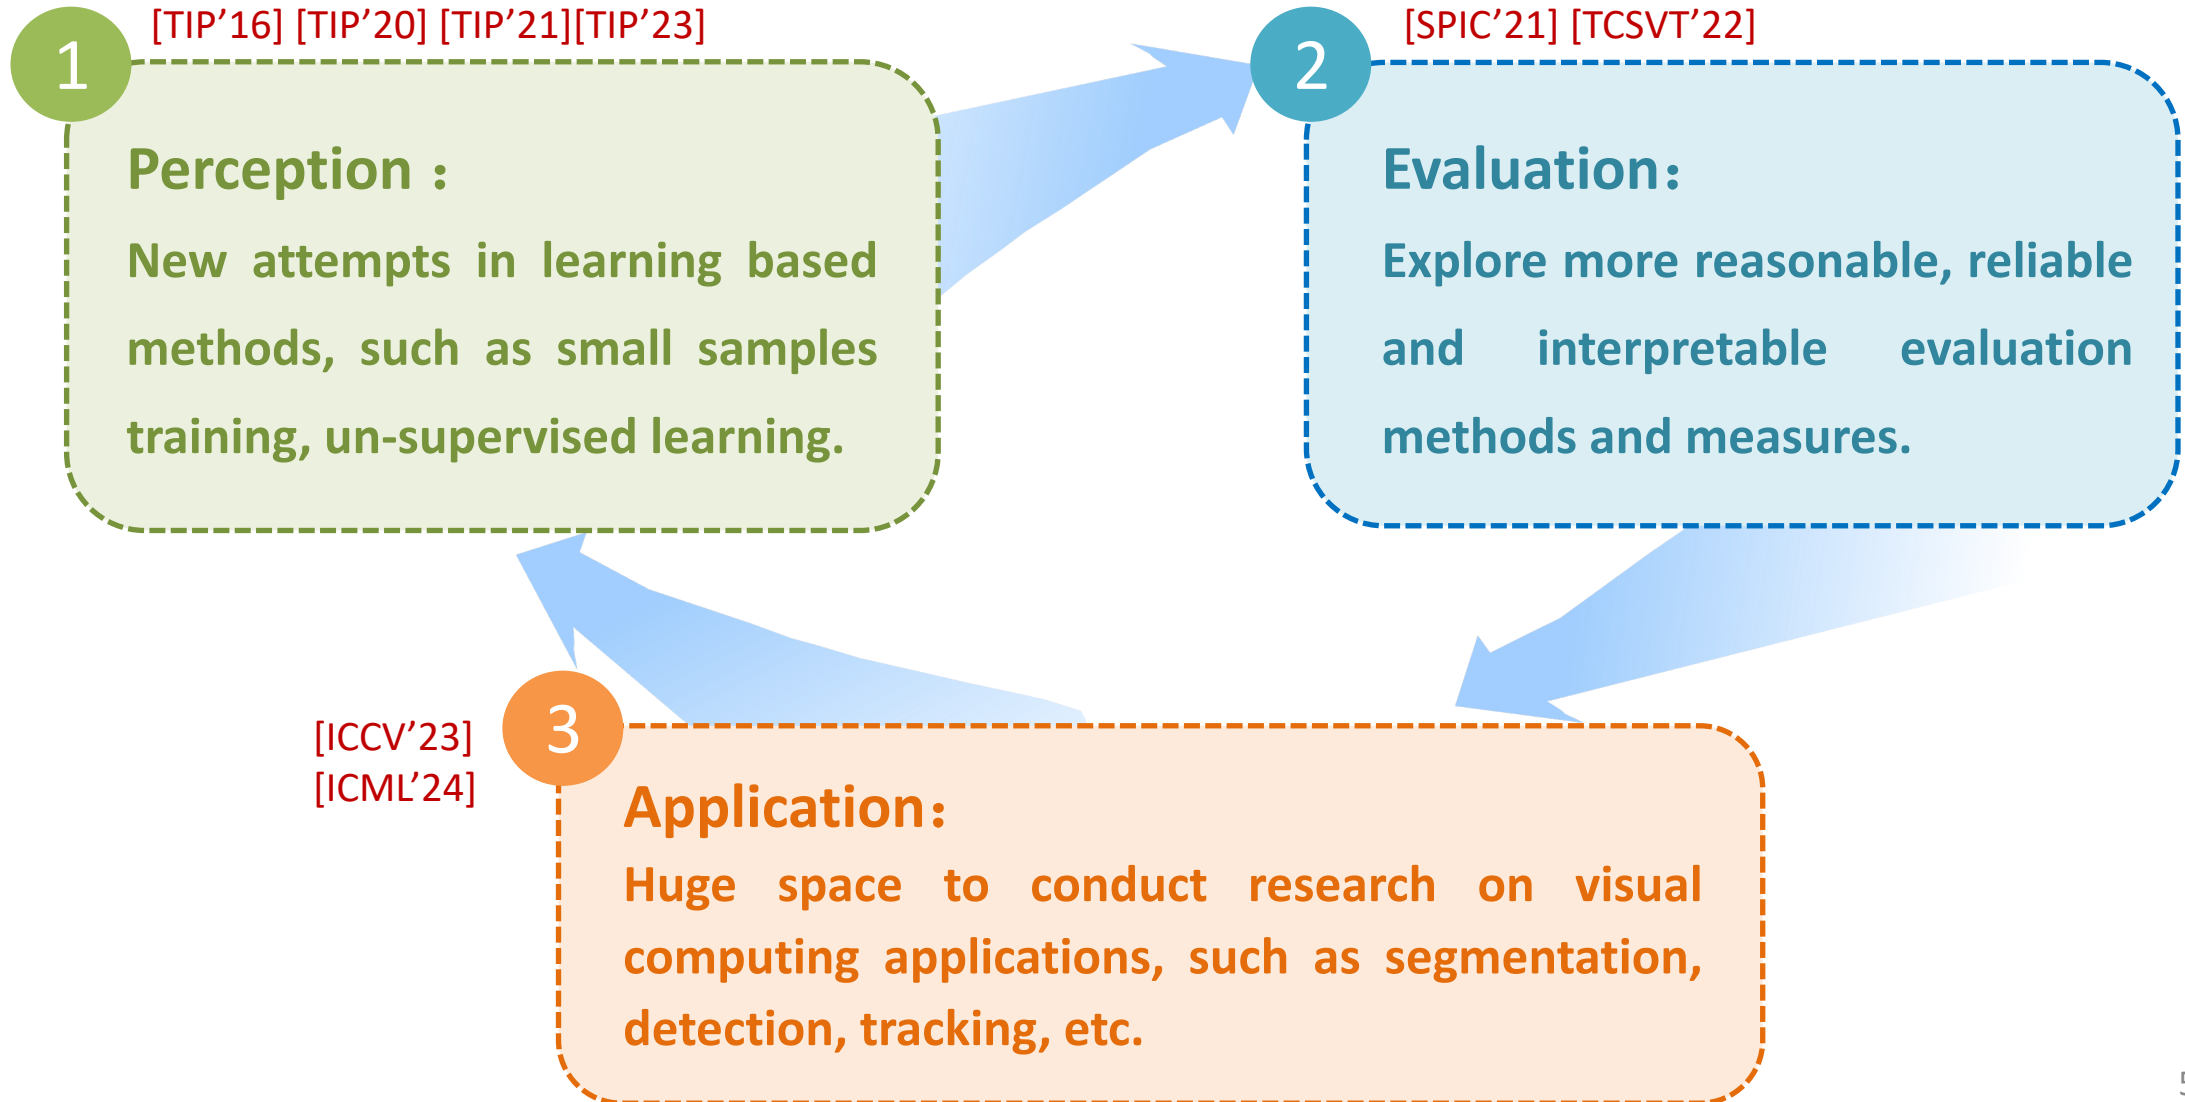 [TIP’16] [TIP’20] [TIP’21][TIP’23]
1
Perception：
New attempts in learning based
methods, such as small samples
training, un-supervised learning.
[SPIC’21] [TCSVT’22]
2
Evaluation：
Explore more reasonable, reliable
and interpretable evaluation
methods and measures.
[ICCV’23]
[ICML’24]
3
Application：
Huge space to conduct research on visual
computing applications, such as segmentation,
detection, tracking, etc.